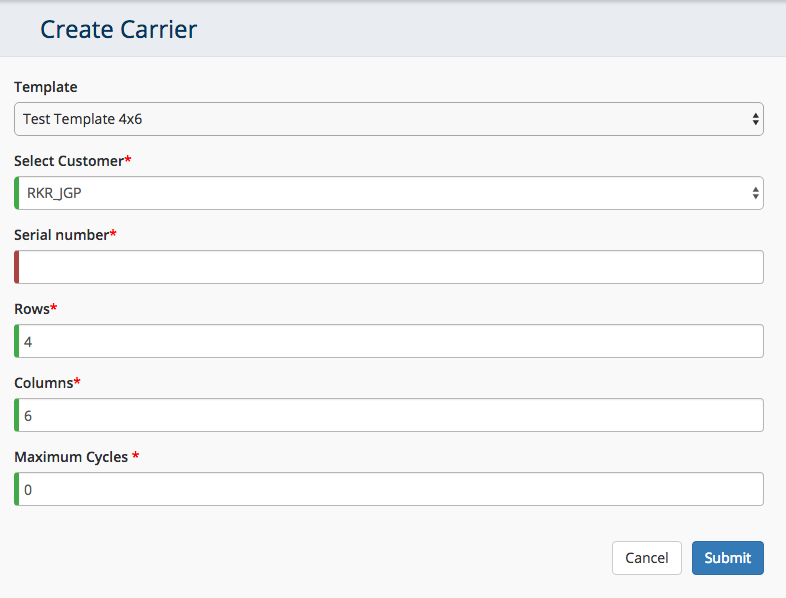 Create Carrier
Template
Test Template 4x6
Select Customer*
RKR_JGP
Serial number*
Rows*
4
Columns*
6
Maximum Cycles *
0
Cancel Submit